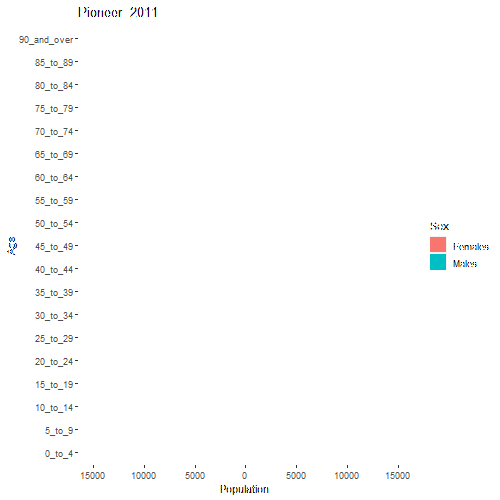 Pioneer 2011
90_and_over
85_to_89
80_to_84
75_to_79
70_to_74
65_to_69
60_to_64
55_to_59
50_to_54
45_to_49
40_to_44
35_to_39
30_to_34
25_to_29
20_to_24
15_to_19
10_to_14
5_to_9
0_to_4
Age
15000 10000 5000 0 5000 10000 15000
Population
Sex
Females
Males